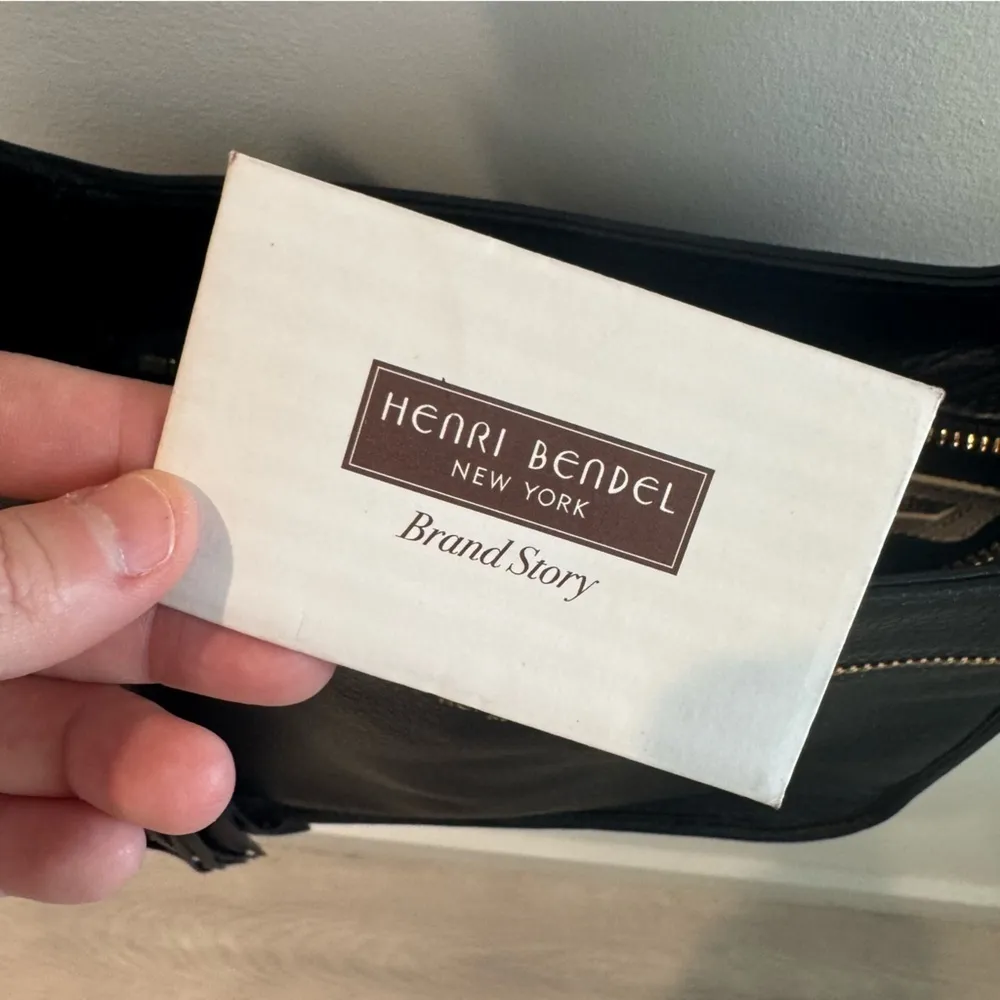 HENRI BENDEL
NEW YORK
Brand Story